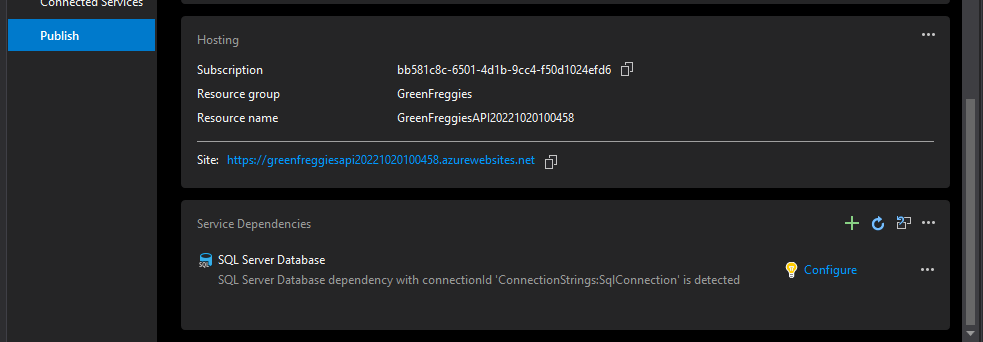 Connected Services
Publish
Hosting
Subscription bb581c8c-6501-4d1b-9cc4-f50d1024efd6
Resource group GreenFreggies
Resource name GreenFreggiesAPI20221020100458
Site: https://greenfreggiesapi20221020100458.azurewebsites.net
Service Dependencies
SQL SQL Server Database
SQL Server Database dependency with connectionId 'ConnectionStrings:SqlConnection' is detected
Configure